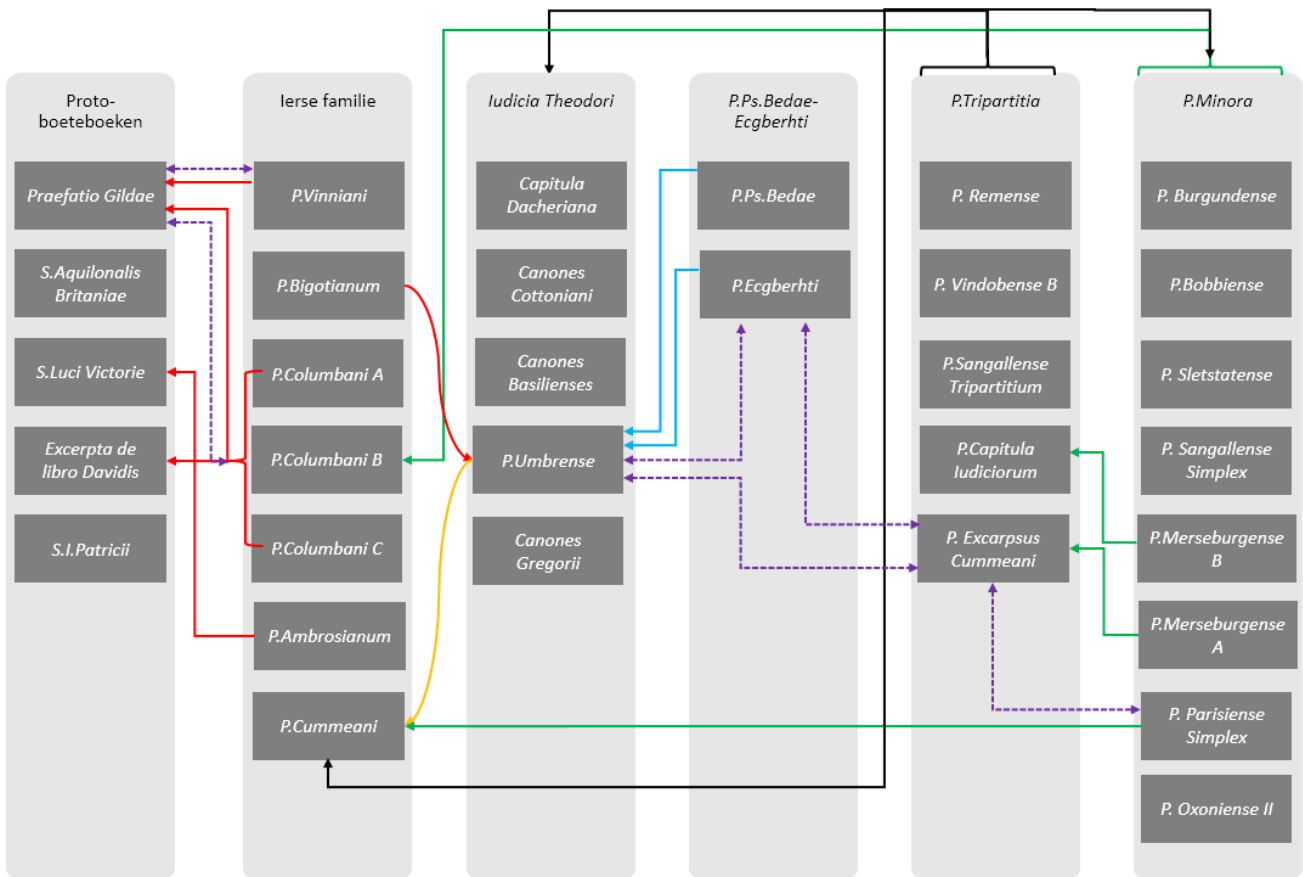 Proto-
boeteboeken
Praefatio Gildae
S.Aquilonalis
Britaniae
S.Luci Victorie
Excerpta de
libro Davidis
S.I.Patricii
Ierse familie
P.Vinniani
P.Bigotianum
P.Columbani A
P.Columbani B
P.Columbani C
P.Ambrosianum
P.Cummeani
Iudicia Theodori
Capitula
Dacheriana
Canones
Cottoniani
Canones
Basilienses
P.Umbrense
Canones
Gregorii
P.Ps.Bedae-
Ecgberhti
P.Ps.Bedae
P.Ecgberhti
P.Tripartitia
P. Remense
P. Vindobense B
P.Sangallense
Tripartitium
P.Capitula
Iudiciorum
P. Excarpsus
Cummeani
P.Minora
P. Burgundense
P.Bobbiense
P. Sletstatense
P. Sangallense
Simplex
P.Merseburgense
B
P.Merseburgense
A
P. Parisiense
Simplex
P. Oxoniense II